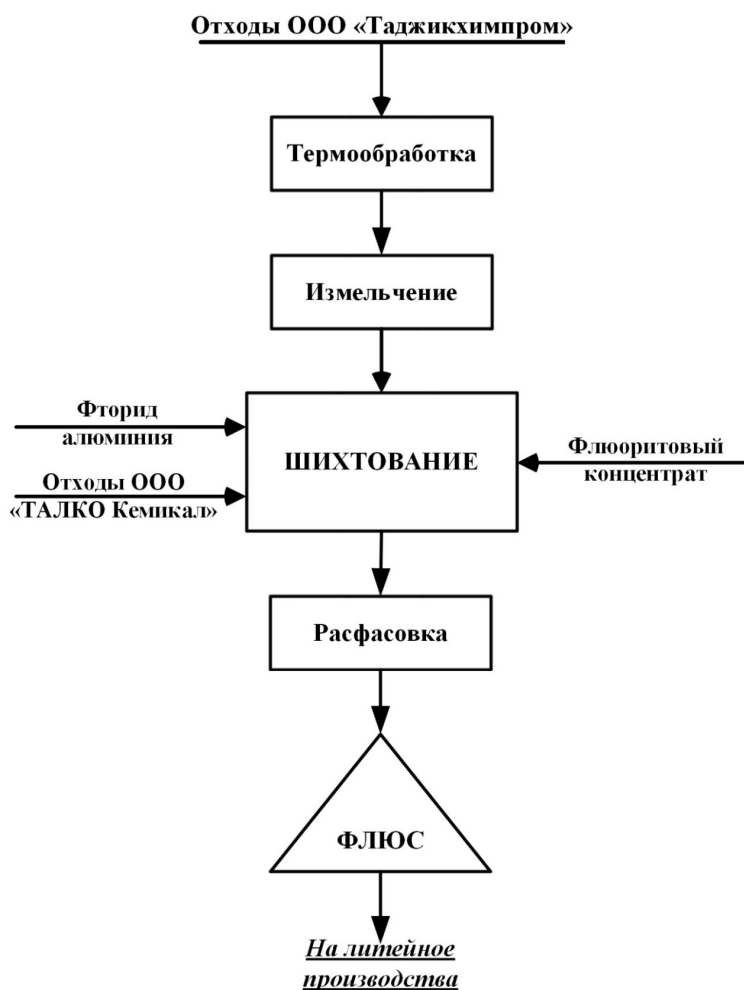 Отходы ООО «Таджикхимпром»
Термообработка
Измельчение
Фторид
алюминия
ШИХТОВАНИЕ
Флюоритовый
концентрат
Отходы ООО
«ТАЛКО Кемикал»
Расфасовка
ФЛЮС
На литейное
производства